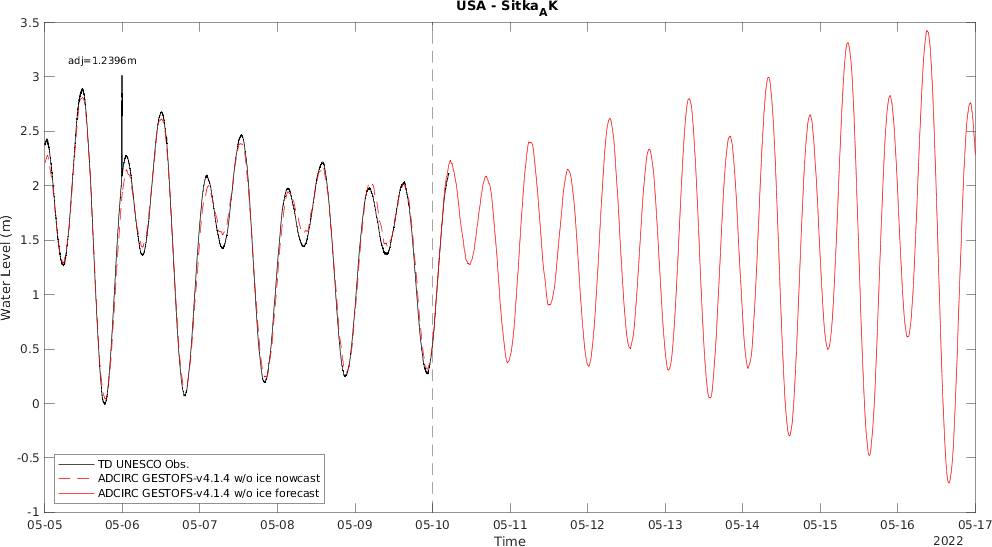 USA - Sitka_AK
adj=1.2396m
3.5
3
2.5
2
1.5
1
0.5
0
-0.5
-1
Water Level (m)
TD UNESCO Obs.
ADCIRC GESTOFS-v4.1.4 w/o ice nowcast
ADCIRC GESTOFS-v4.1.4 w/o ice forecast
05-05 05-06 05-07 05-08 05-09 05-10 05-11 05-12 05-13 05-14 05-15 05-16 05-17
Time
2022